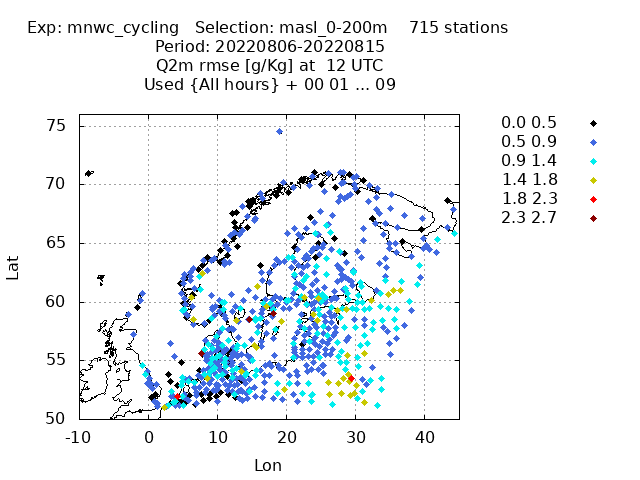 Exp: mnwc_cycling   Selection: masl_0-200m    715 stations
Period: 20220806-20220815
Q2m rmse [g/Kg] at  12 UTC
Used {All hours} + 00 01 ... 09
0.0 0.5
0.5 0.9
0.9 1.4
1.4 1.8
1.8 2.3
2.3 2.7
75
70
65
60
55
50
Lat
-10 0 10 20 30 40
Lon